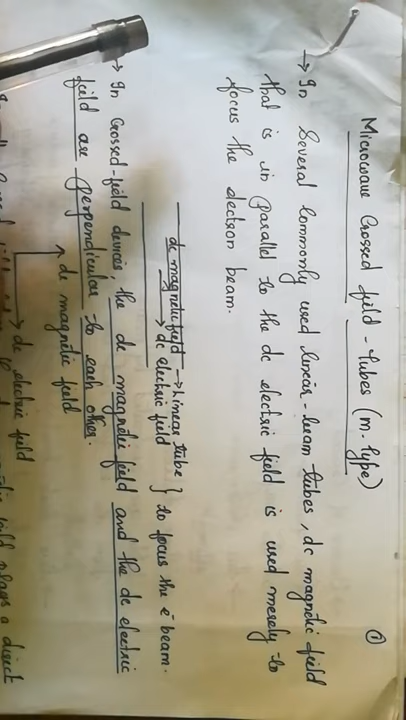 ①
Microwave Crossed field - tubes (M-type)
→ In Several Commonly used linear-beam tubes, dc magnetic field
that is in parallel to the dc electric field is used merely to
focus the electron beam.
dc magnetic field → Linear tube } to focus the e⁻ beam.
→ dc electric field
→ In Crossed-field devices, the dc magnetic field and the dc electric
field are perpendicular to each other.
dc magnetic field
→ dc electric field
field plays a direct